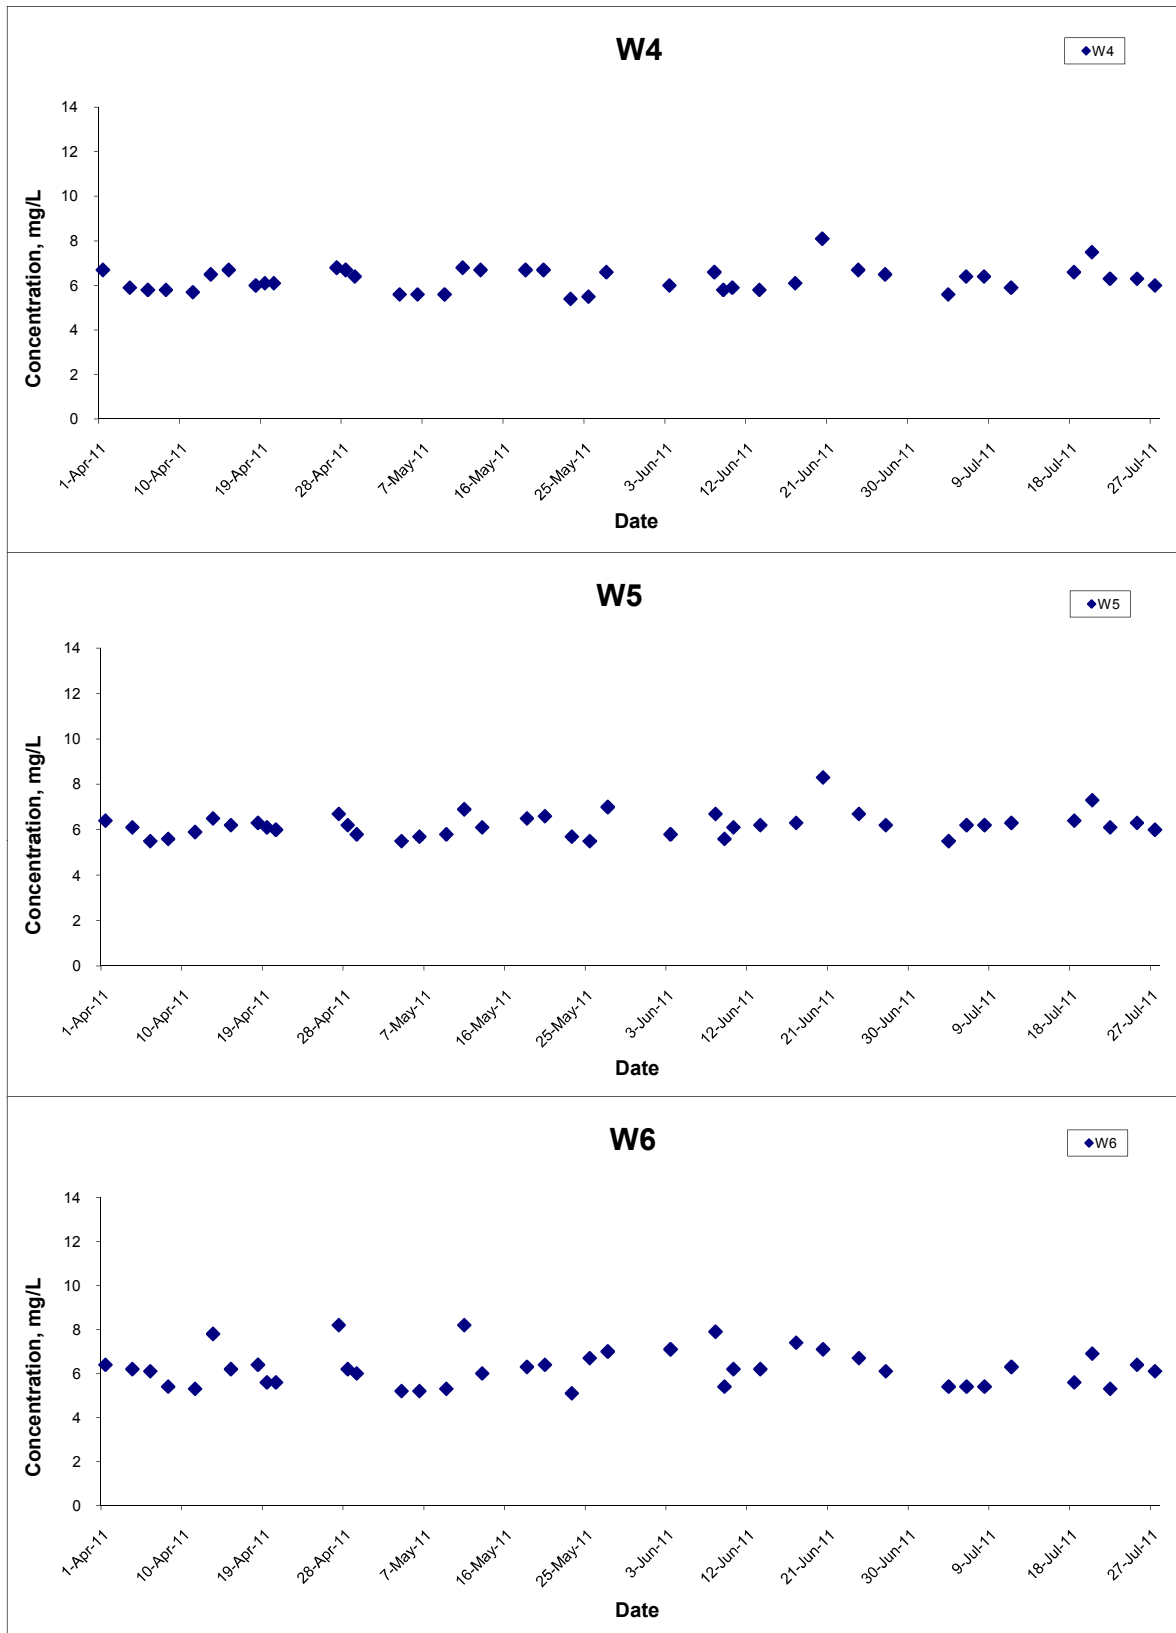 W4
W4
14
12
10
8
6
4
2
0
Concentration, mg/L
1-Apr-11 10-Apr-11 19-Apr-11 28-Apr-11 7-May-11 16-May-11 25-May-11 3-Jun-11 12-Jun-11 21-Jun-11 30-Jun-11 9-Jul-11 18-Jul-11 27-Jul-11
Date
W5
W5
14
12
10
8
6
4
2
0
Concentration, mg/L
1-Apr-11 10-Apr-11 19-Apr-11 28-Apr-11 7-May-11 16-May-11 25-May-11 3-Jun-11 12-Jun-11 21-Jun-11 30-Jun-11 9-Jul-11 18-Jul-11 27-Jul-11
Date
W6
W6
14
12
10
8
6
4
2
0
Concentration, mg/L
1-Apr-11 10-Apr-11 19-Apr-11 28-Apr-11 7-May-11 16-May-11 25-May-11 3-Jun-11 12-Jun-11 21-Jun-11 30-Jun-11 9-Jul-11 18-Jul-11 27-Jul-11
Date